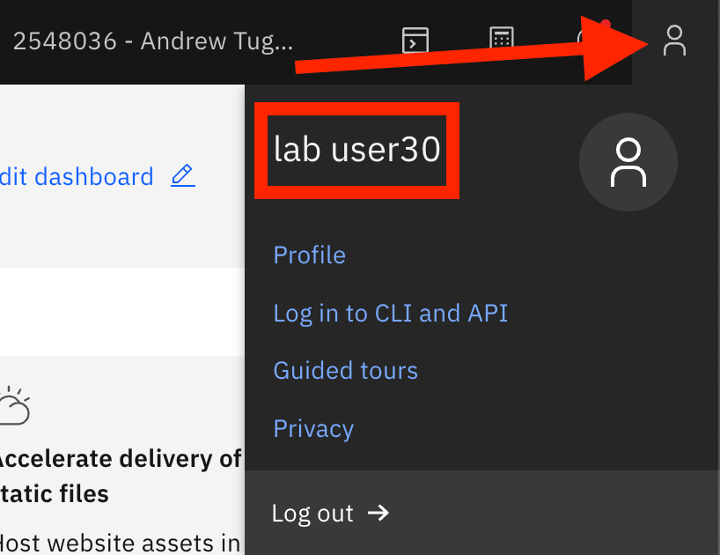 2548036 - Andrew Tug...
lab user30
dit dashboard
Profile
Log in to CLI and API
Guided tours
Privacy
Accelerate delivery of
tatic files
Host website assets in
Log out